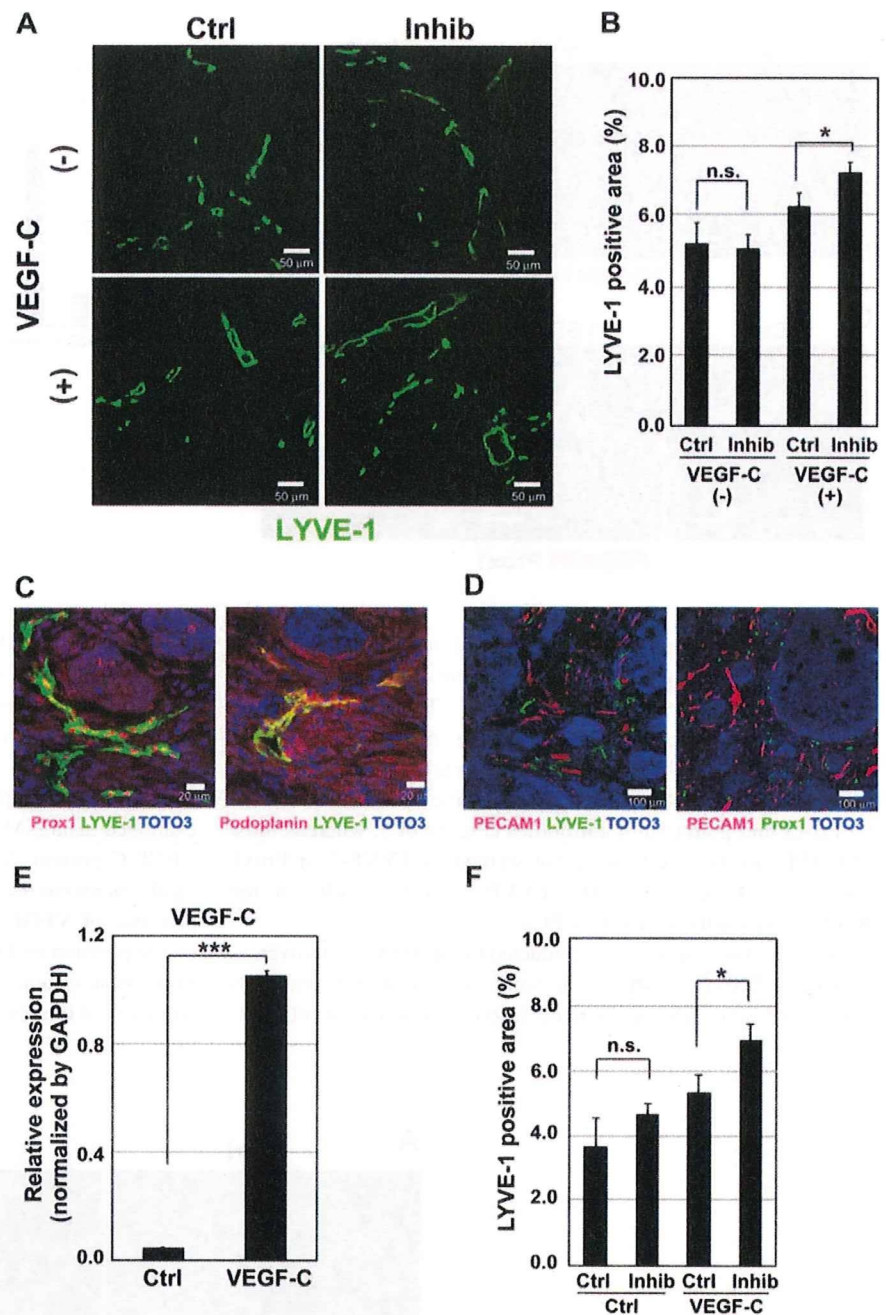 A
Ctrl
Inhib
VEGF-C
(-)
(+)
50 µm
50 µm
50 µm
50 µm
LYVE-1
B
LYVE-1 positive area (%)
10.0
8.0
6.0
4.0
2.0
0.0
n.s.
*
Ctrl Inhib Ctrl Inhib
VEGF-C VEGF-C
(-) (+)
C
20 µm
20 µm
Prox1 LYVE-1 TOTO3
Podoplanin LYVE-1 TOTO3
D
100 µm
100 µm
PECAM1 LYVE-1 TOTO3
PECAM1 Prox1 TOTO3
E
VEGF-C
Relative expression
(normalized by GAPDH)
1.2
0.8
0.4
0.0
***
Ctrl VEGF-C
F
LYVE-1 positive area (%)
10.0
8.0
6.0
4.0
2.0
0.0
n.s.
*
Ctrl Inhib Ctrl Inhib
Ctrl VEGF-C